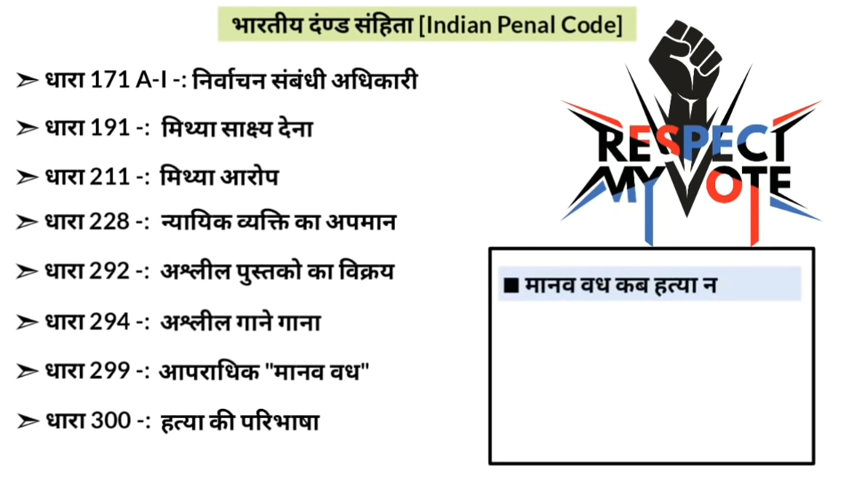 भारतीय दंण्ड संहिता [Indian Penal Code]
➣ धारा 171 A-I -: निर्वाचन संबंधी अधिकारी
➣ धारा 191 -: मिथ्या साक्ष्य देना
➣ धारा 211 -: मिथ्या आरोप
➣ धारा 228 -: न्यायिक व्यक्ति का अपमान
➣ धारा 292 -: अश्लील पुस्तको का विक्रय
➣ धारा 294 -: अश्लील गाने गाना
➣ धारा 299 -: आपराधिक "मानव वध"
➣ धारा 300 -: हत्या की परिभाषा
RESPECT
MY VOTE
■ मानव वध कब हत्या न